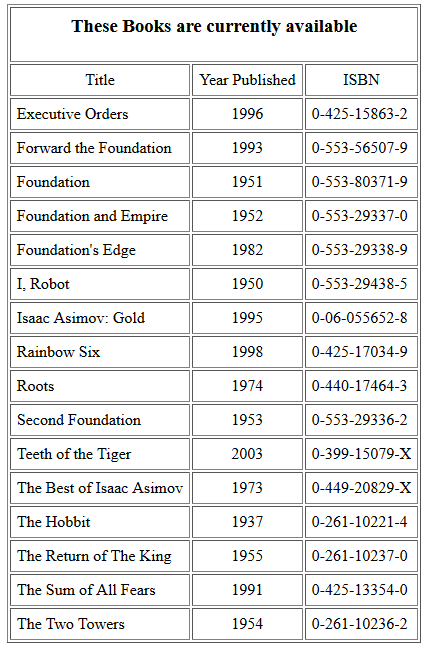 These Books are currently available
Title Year Published ISBN
Executive Orders 1996 0-425-15863-2
Forward the Foundation 1993 0-553-56507-9
Foundation 1951 0-553-80371-9
Foundation and Empire 1952 0-553-29337-0
Foundation's Edge 1982 0-553-29338-9
I, Robot 1950 0-553-29438-5
Isaac Asimov: Gold 1995 0-06-055652-8
Rainbow Six 1998 0-425-17034-9
Roots 1974 0-440-17464-3
Second Foundation 1953 0-553-29336-2
Teeth of the Tiger 2003 0-399-15079-X
The Best of Isaac Asimov 1973 0-449-20829-X
The Hobbit 1937 0-261-10221-4
The Return of The King 1955 0-261-10237-0
The Sum of All Fears 1991 0-425-13354-0
The Two Towers 1954 0-261-10236-2